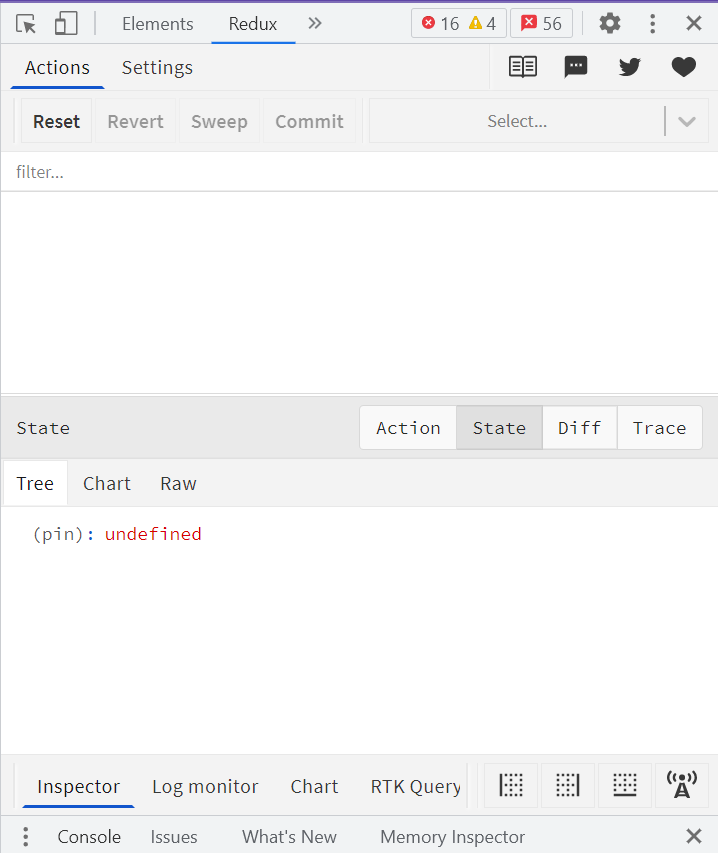 Elements Redux 16 4 56
Actions Settings
Reset Revert Sweep Commit Select...
filter...
State Action State Diff Trace
Tree Chart Raw
(pin): undefined
Inspector Log monitor Chart RTK Query
Console Issues What's New Memory Inspector